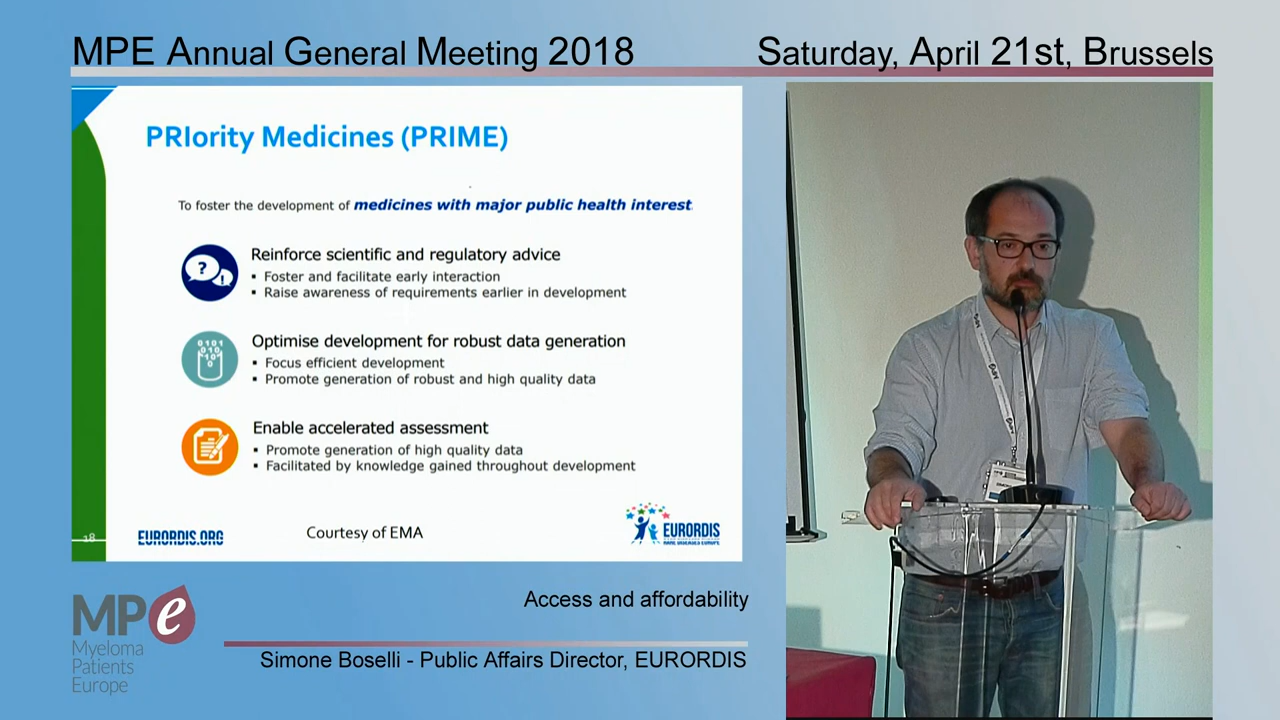 MPE Annual General Meeting 2018
Saturday, April 21st, Brussels
PRIority Medicines (PRIME)
To foster the development of medicines with major public health interest.
Reinforce scientific and regulatory advice
▪ Foster and facilitate early interaction
▪ Raise awareness of requirements earlier in development
Optimise development for robust data generation
▪ Focus efficient development
▪ Promote generation of robust and high quality data
Enable accelerated assessment
▪ Promote generation of high quality data
▪ Facilitated by knowledge gained throughout development
18
EURORDIS.ORG
Courtesy of EMA
EURORDIS
RARE DISEASES EUROPE
MPe
Myeloma
Patients
Europe
Access and affordability
Simone Boselli - Public Affairs Director, EURORDIS